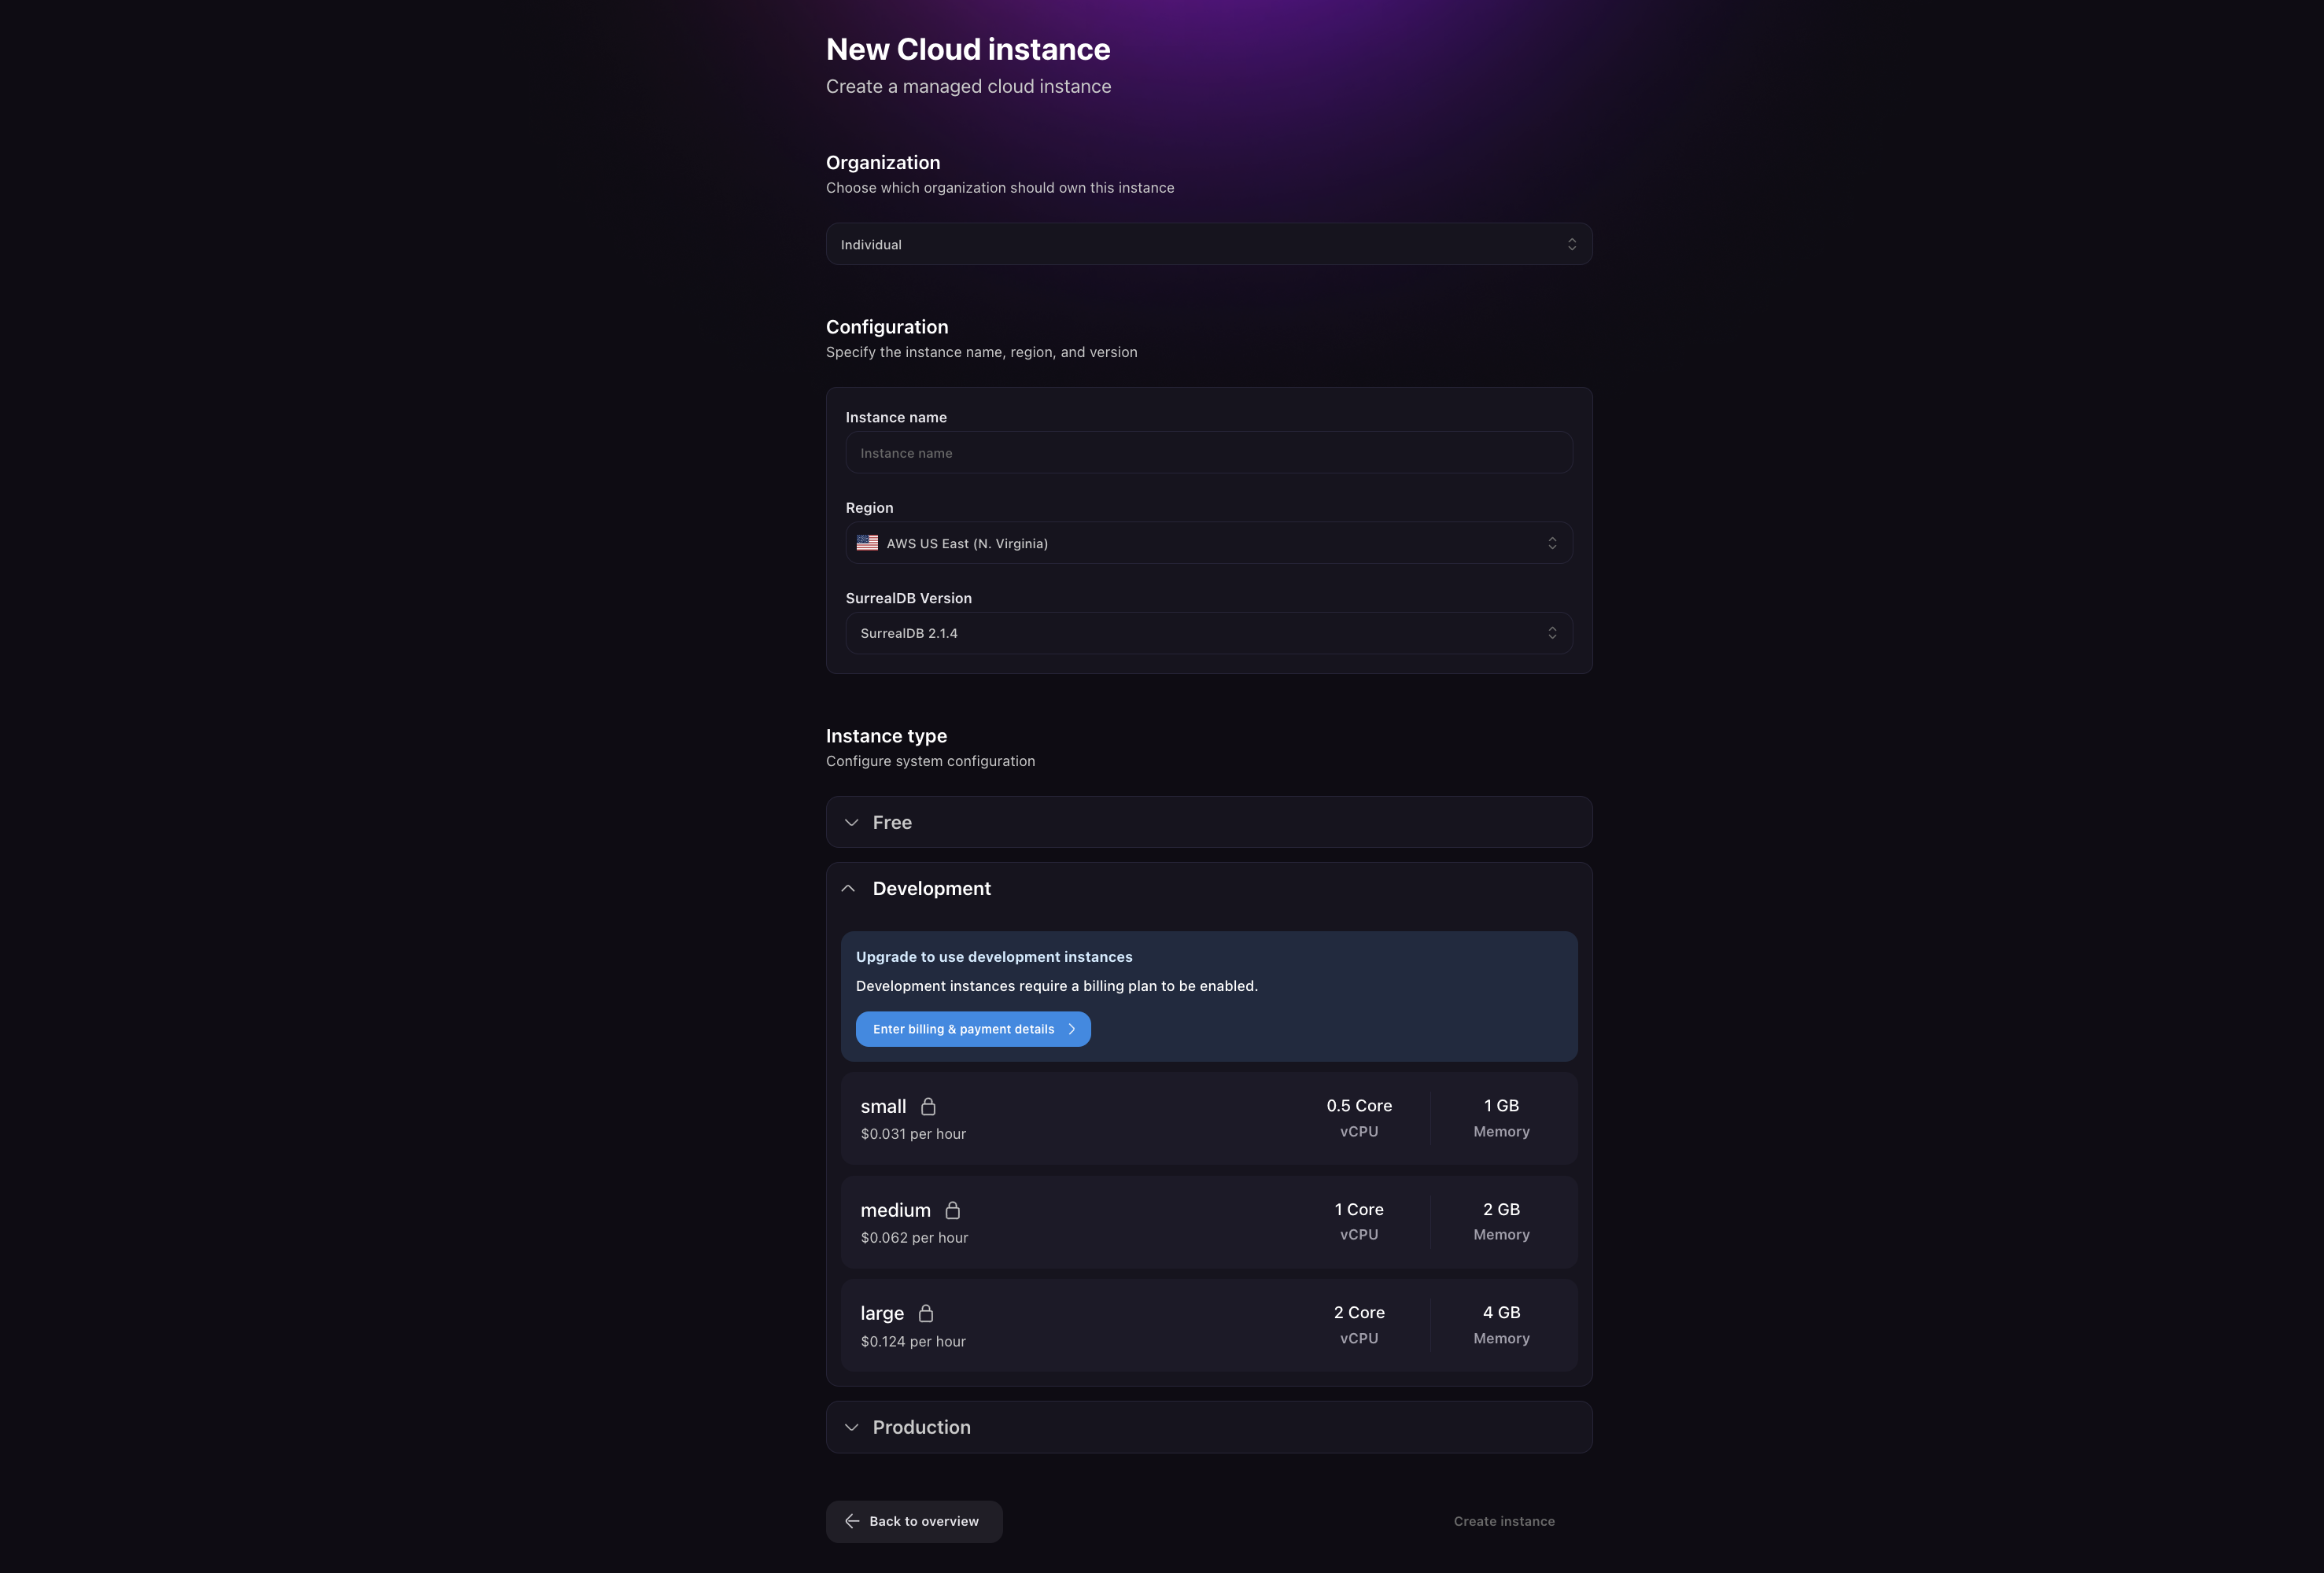 New Cloud instance
Create a managed cloud instance
Organization
Choose which organization should own this instance
Individual
Configuration
Specify the instance name, region, and version
Instance name
Instance name
Region
AWS US East (N. Virginia)
SurrealDB Version
SurrealDB 2.1.4
Instance type
Configure system configuration
Free
Development
Upgrade to use development instances
Development instances require a billing plan to be enabled.
Enter billing & payment details
small
$0.031 per hour
0.5 Core
vCPU
1 GB
Memory
medium
$0.062 per hour
1 Core
vCPU
2 GB
Memory
large
$0.124 per hour
2 Core
vCPU
4 GB
Memory
Production
Back to overview
Create instance